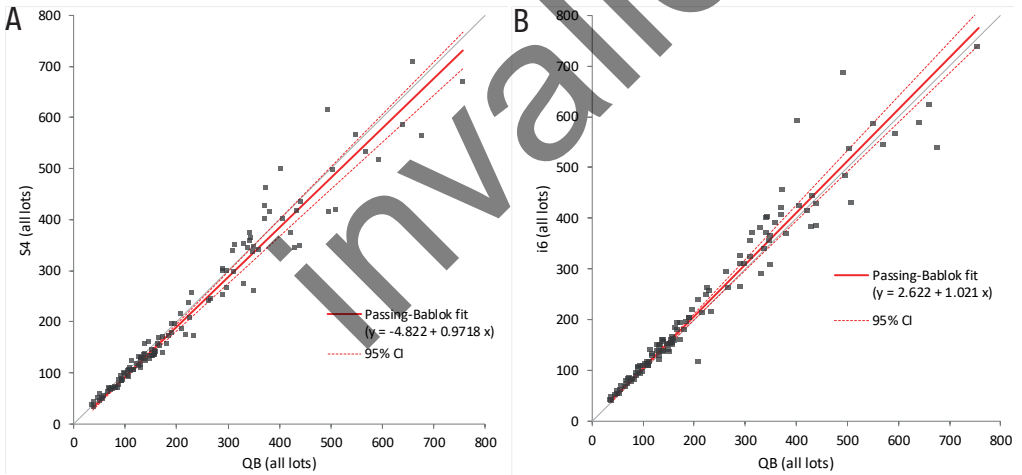 A
800
700
600
500
400
300
200
100
0
S4 (all lots)
0 100 200 300 400 500 600 700 800
QB (all lots)
Passing-Bablok fit
(y = -4.822 + 0.9718 x)
95% CI
B
800
700
600
500
400
300
200
100
0
i6 (all lots)
0 100 200 300 400 500 600 700 800
QB (all lots)
Passing-Bablok fit
(y = 2.622 + 1.021 x)
95% CI